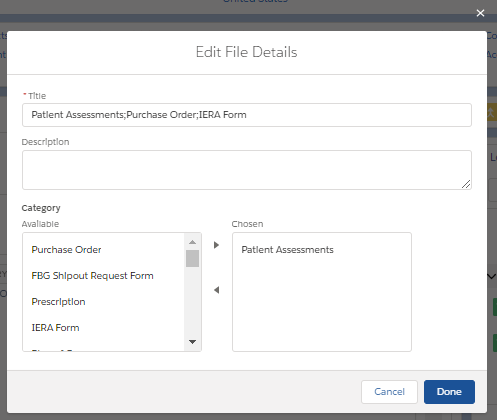 United States
×
Edit File Details
* Title
Patient Assessments;Purchase Order;IERA Form
Description
Category
Available
Chosen
Purchase Order
FBG Shipout Request Form
Prescription
IERA Form
Patient Assessments
Cancel
Done